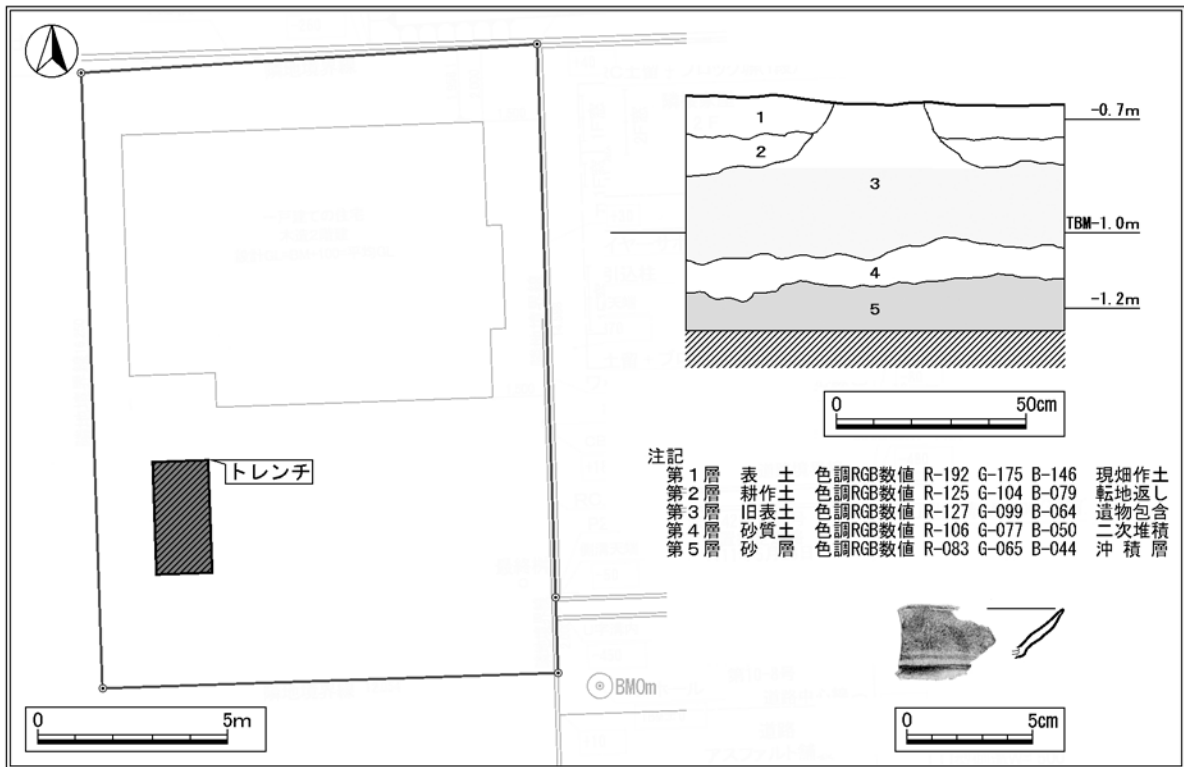 トレンチ
BM0m
0 5m
1
2
3
4
5
-0.7m
TBM-1.0m
-1.2m
0 50cm
注記
第1層 表 土 色調RGB数値 R-192 G-175 B-146 現畑作土
第2層 耕作土 色調RGB数値 R-125 G-104 B-079 転地返し
第3層 旧表土 色調RGB数値 R-127 G-099 B-064 遺物包含
第4層 砂質土 色調RGB数値 R-106 G-077 B-050 二次堆積
第5層 砂 層 色調RGB数値 R-083 G-065 B-044 沖 積 層
0 5cm